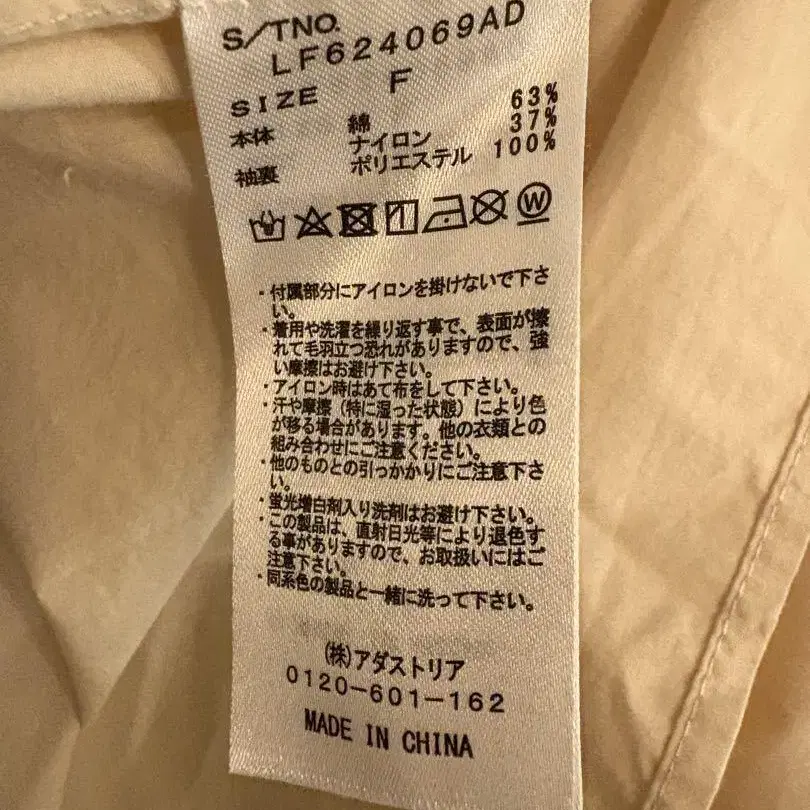 S/TNO.
LF624069AD
SIZE F
本体 綿 63%
ナイロン 37%
袖裏 ポリエステル 100%
W
・付属部分にアイロンを掛けないで下さ
い。
・着用や洗濯を繰り返す事で、表面が擦
れて毛羽立つ恐れがありますので、強
い摩擦はお避け下さい。
・アイロン時はあて布をして下さい。
・汗や摩擦（特に湿った状態）により色
が移る場合があります。他の衣類との
組み合わせにご注意ください。
・他のものとの引っかかりにご注意下さ
い。
・蛍光増白剤入り洗剤はお避け下さい。
・この製品は、直射日光等により退色す
る事がありますので、お取扱いにはご
注意下さい。
・同系色の製品と一緒に洗って下さい。
(株)アダストリア
0120-601-162
MADE IN CHINA